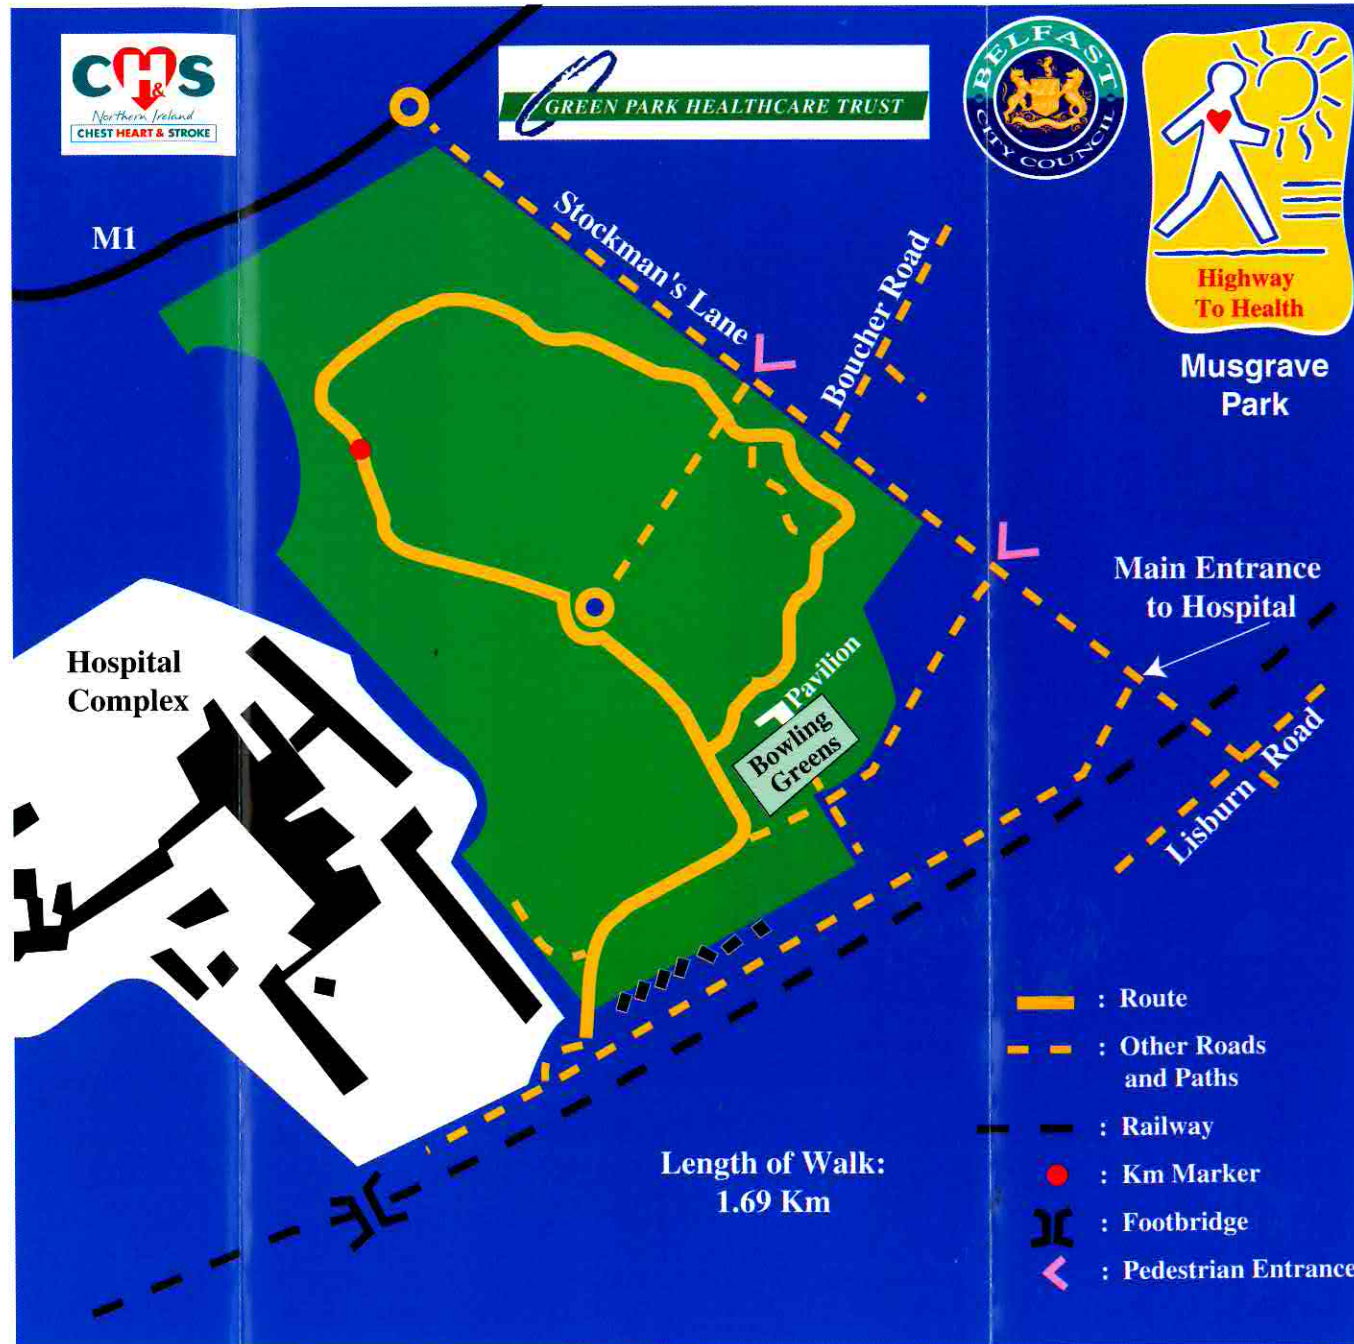 CH&S
Northern Ireland
CHEST HEART & STROKE
GREEN PARK HEALTHCARE TRUST
BELFAST
CITY COUNCIL
Highway
To Health
Musgrave
Park
M1
Stockman's Lane
Boucher Road
Main Entrance
to Hospital
Hospital
Complex
Pavilion
Bowling
Greens
Lisburn Road
Length of Walk:
1.69 Km
: Route
: Other Roads
and Paths
: Railway
: Km Marker
: Footbridge
: Pedestrian Entrance